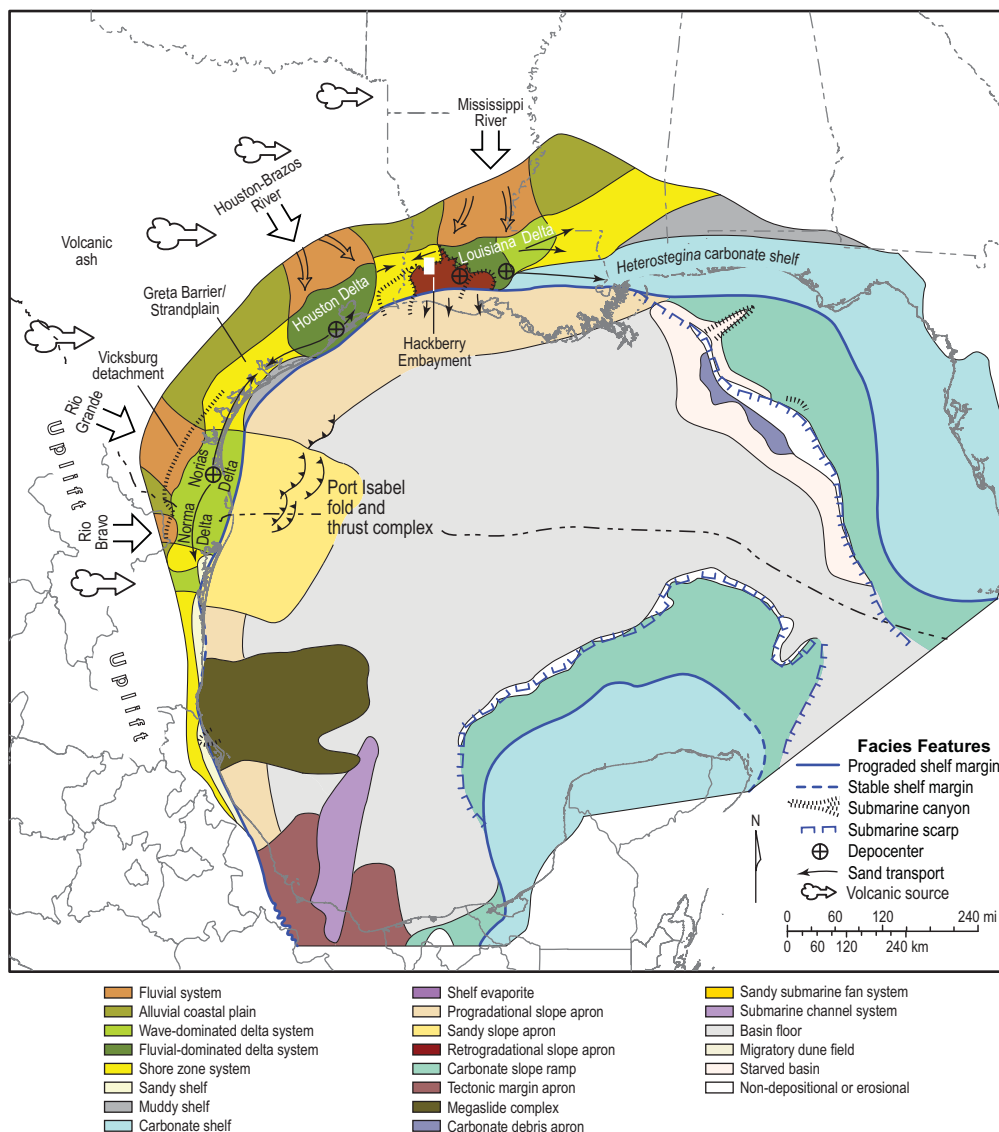 Mississippi
River
Houston-Brazos
River
Volcanic
ash
Louisiana Delta
Heterostegina carbonate shelf
Greta Barrier/
Strandplain
Houston Delta
Hackberry
Embayment
Vicksburg
detachment
Rio
Grande
Uplift
Norias
Delta
Port Isabel
fold and
thrust complex
Norma
Delta
Rio
Bravo
Uplift
Facies Features
Prograded shelf margin
Stable shelf margin
Submarine canyon
Submarine scarp
Depocenter
Sand transport
Volcanic source
N
0 60 120 240 mi
0 60 120 240 km
Fluvial system
Alluvial coastal plain
Wave-dominated delta system
Fluvial-dominated delta system
Shore zone system
Sandy shelf
Muddy shelf
Carbonate shelf
Shelf evaporite
Progradational slope apron
Sandy slope apron
Retrogradational slope apron
Carbonate slope ramp
Tectonic margin apron
Megaslide complex
Carbonate debris apron
Sandy submarine fan system
Submarine channel system
Basin floor
Migratory dune field
Starved basin
Non-depositional or erosional